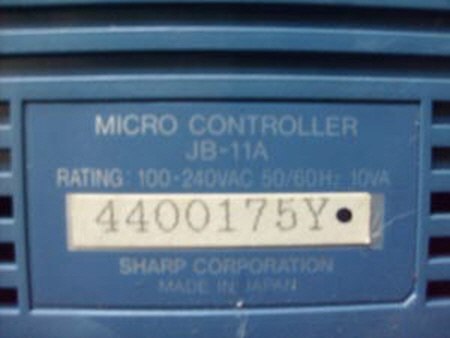 MICRO CONTROLLER
JB-11A
RATING: 100-240VAC 50/60Hz 10VA
4400175Y•
SHARP CORPORATION
MADE IN JAPAN